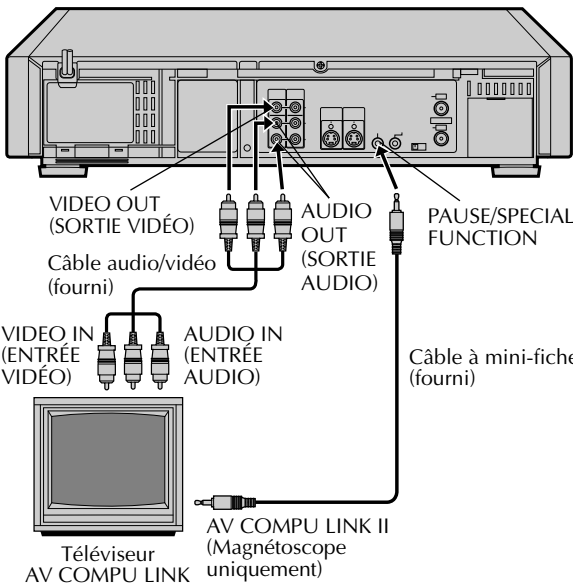 VIDEO OUT
(SORTIE VIDÉO)
AUDIO
OUT
(SORTIE
AUDIO)
PAUSE/SPECIAL
FUNCTION
Câble audio/vidéo
(fourni)
VIDEO IN
(ENTRÉE
VIDÉO)
AUDIO IN
(ENTRÉE
AUDIO)
Câble à mini-fiche
(fourni)
AV COMPU LINK II
(Magnétoscope
uniquement)
Téléviseur
AV COMPU LINK